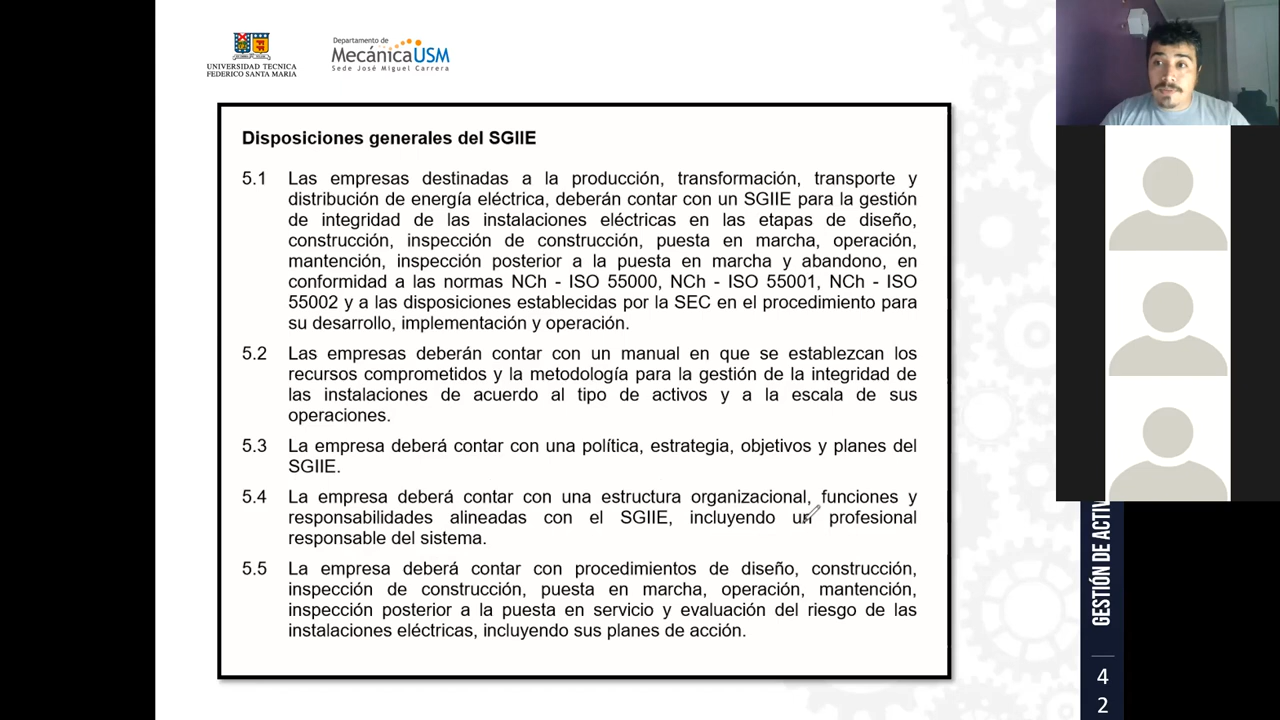 UNIVERSIDAD TECNICA
FEDERICO SANTA MARIA
Departamento de
MecánicaUSM
Sede José Miguel Carrera
Disposiciones generales del SGIIE
5.1 Las empresas destinadas a la producción, transformación, transporte y
distribución de energía eléctrica, deberán contar con un SGIIE para la gestión
de integridad de las instalaciones eléctricas en las etapas de diseño,
construcción, inspección de construcción, puesta en marcha, operación,
mantención, inspección posterior a la puesta en marcha y abandono, en
conformidad a las normas NCh - ISO 55000, NCh - ISO 55001, NCh - ISO
55002 y a las disposiciones establecidas por la SEC en el procedimiento para
su desarrollo, implementación y operación.
5.2 Las empresas deberán contar con un manual en que se establezcan los
recursos comprometidos y la metodología para la gestión de la integridad de
las instalaciones de acuerdo al tipo de activos y a la escala de sus
operaciones.
5.3 La empresa deberá contar con una política, estrategia, objetivos y planes del
SGIIE.
5.4 La empresa deberá contar con una estructura organizacional, funciones y
responsabilidades alineadas con el SGIIE, incluyendo un profesional
responsable del sistema.
5.5 La empresa deberá contar con procedimientos de diseño, construcción,
inspección de construcción, puesta en marcha, operación, mantención,
inspección posterior a la puesta en servicio y evaluación del riesgo de las
instalaciones eléctricas, incluyendo sus planes de acción.
GESTIÓN DE ACTIV
4
2